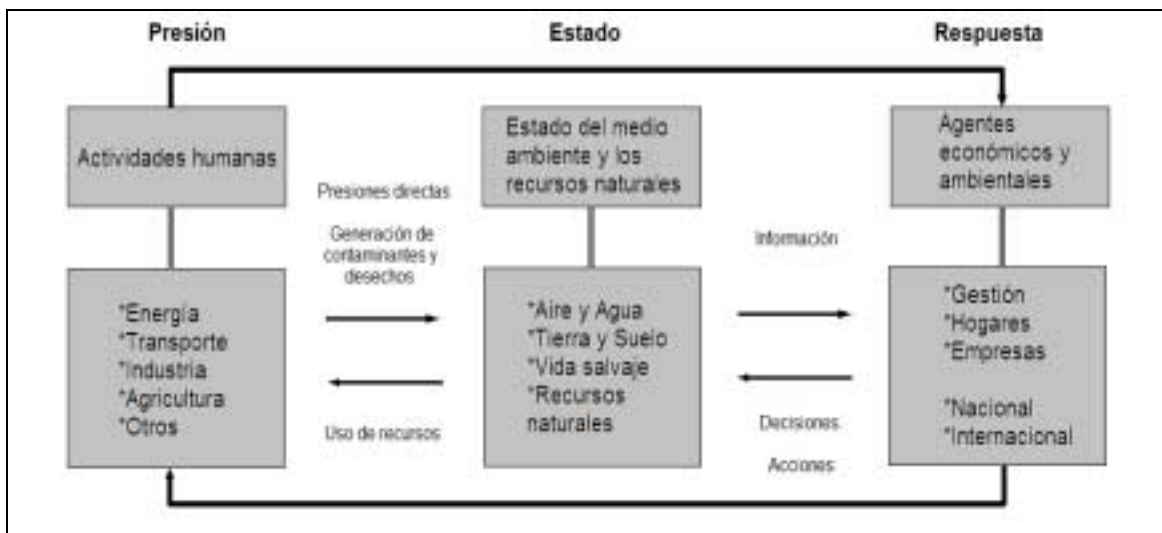 Presión
Estado
Respuesta
Actividades humanas
Estado del medio
ambiente y los
recursos naturales
Agentes
económicos y
ambientales
Presiones directas
Generación de
contaminantes y
desechos
Información
*Energía
*Transporte
*Industria
*Agricultura
*Otros
*Aire y Agua
*Tierra y Suelo
*Vida salvaje
*Recursos
naturales
*Gestión
*Hogares
*Empresas
*Nacional
*Internacional
Uso de recursos
Decisiones
Acciones